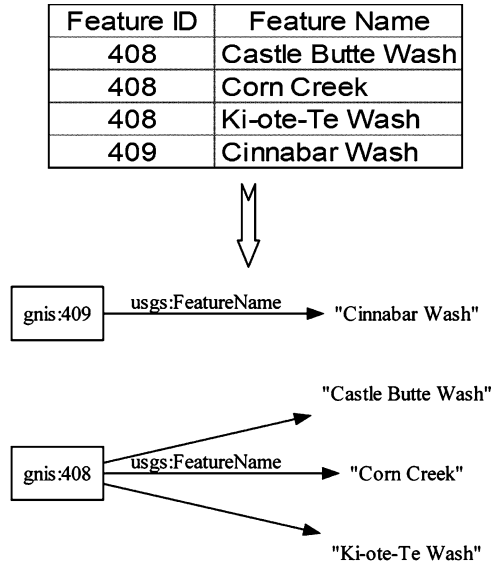 Feature ID Feature Name
408 Castle Butte Wash
408 Corn Creek
408 Ki-ote-Te Wash
409 Cinnabar Wash
usgs:FeatureName
gnis:409 "Cinnabar Wash"
"Castle Butte Wash"
usgs:FeatureName
gnis:408 "Corn Creek"
"Ki-ote-Te Wash"